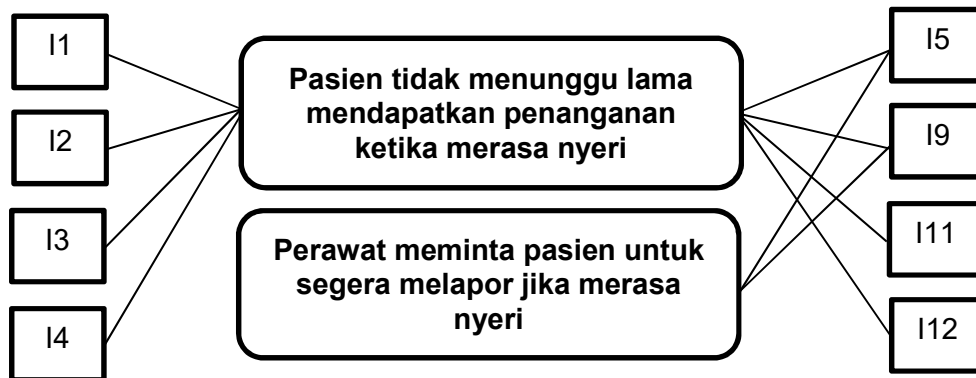 I1
I2
I3
I4
Pasien tidak menunggu lama
mendapatkan penanganan
ketika merasa nyeri
Perawat meminta pasien untuk
segera melapor jika merasa
nyeri
I5
I9
I11
I12